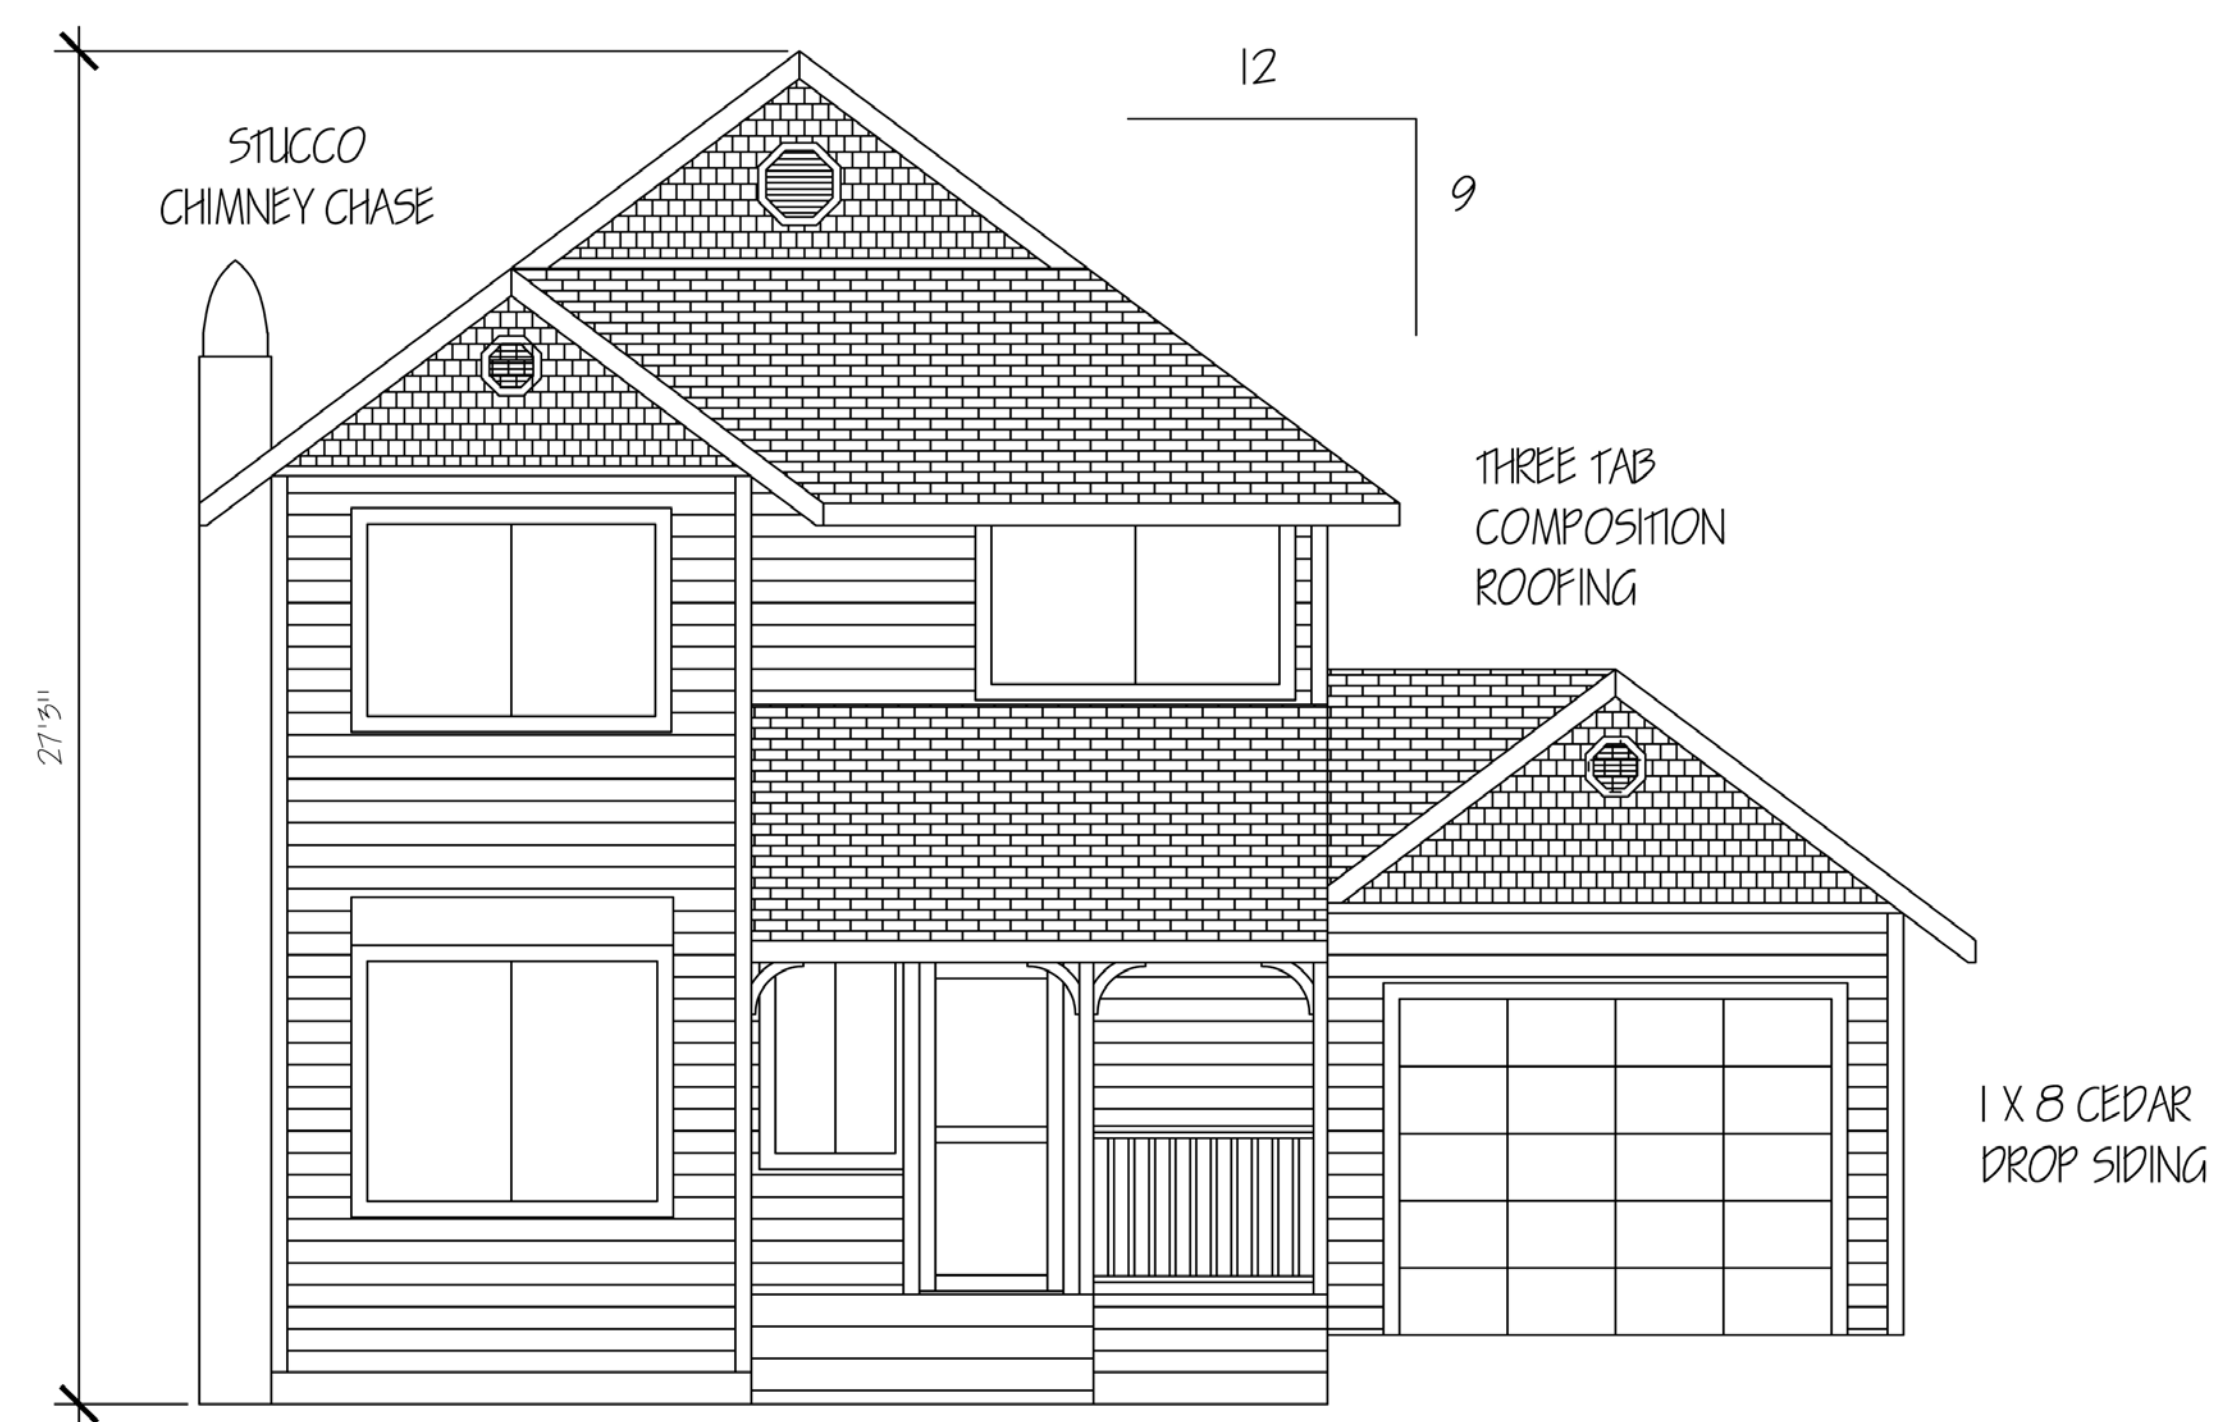 12
STUCCO
CHIMNEY CHASE
9
THREE TAB
COMPOSITION
ROOFING
27'3"
1 X 8 CEDAR
DROP SIDING